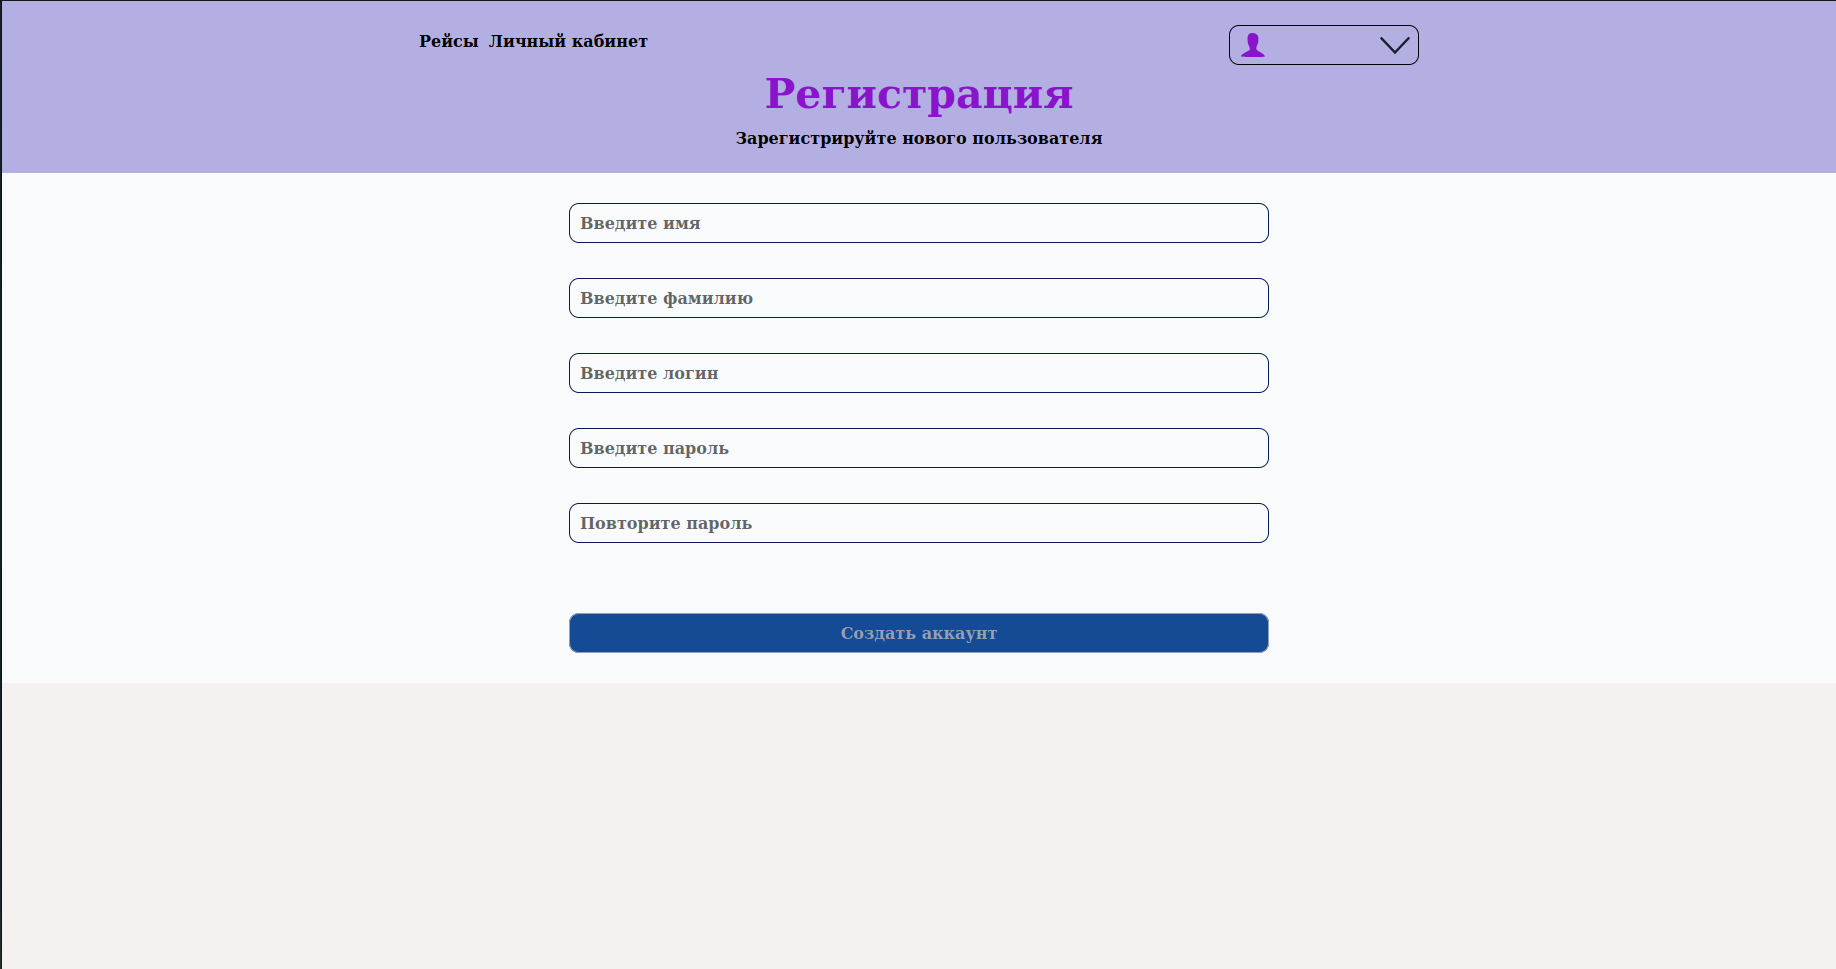 Рейсы Личный кабинет
Регистрация
Зарегистрируйте нового пользователя
Введите имя
Введите фамилию
Введите логин
Введите пароль
Повторите пароль
Создать аккаунт